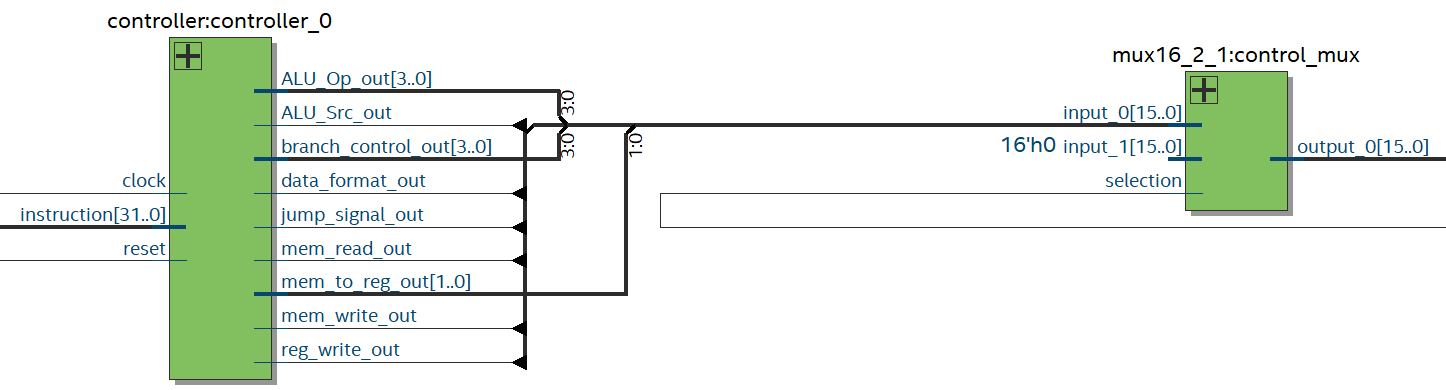 controller:controller_0
ALU_Op_out[3..0]
ALU_Src_out
branch_control_out[3..0]
clock
data_format_out
instruction[31..0]
jump_signal_out
reset
mem_read_out
mem_to_reg_out[1..0]
mem_write_out
reg_write_out
3:0
3:0
1:0
mux16_2_1:control_mux
input_0[15..0]
16'h0 input_1[15..0]
output_0[15..0]
selection